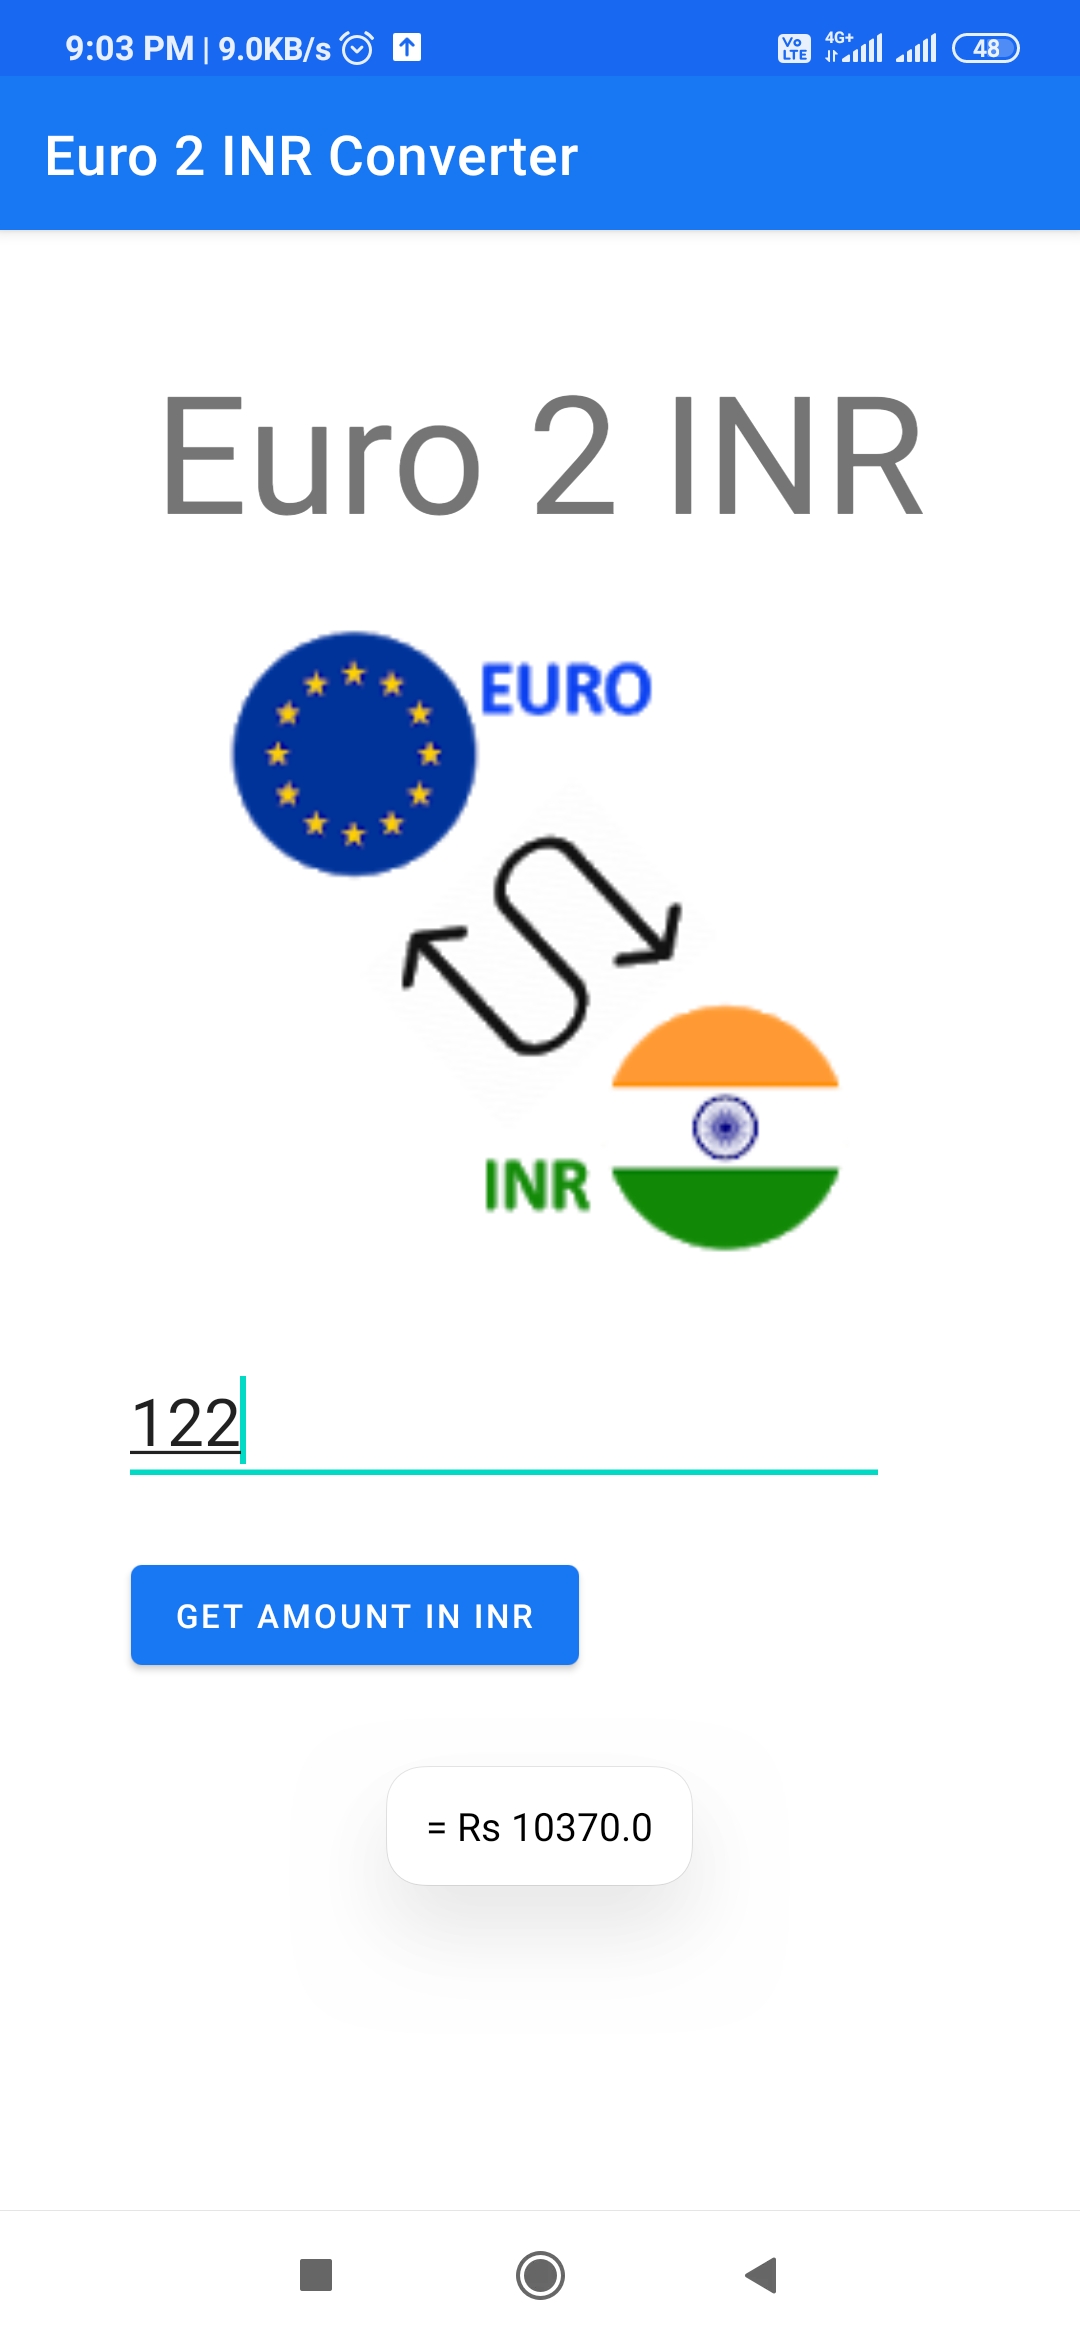 9:03 PM | 9.0KB/s Vo LTE 4G+ 48
Euro 2 INR Converter
Euro 2 INR
EURO
INR
122
GET AMOUNT IN INR
= Rs 10370.0